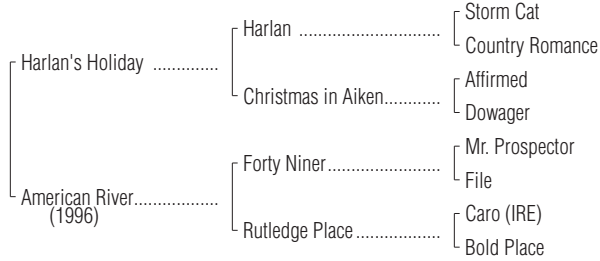 Storm Cat
Harlan ..............................
Country Romance
Harlan's Holiday ..............
Affirmed
Christmas in Aiken............
Dowager
Mr. Prospector
Forty Niner........................
File
American River..................
(1996)
Caro (IRE)
Rutledge Place..................
Bold Place